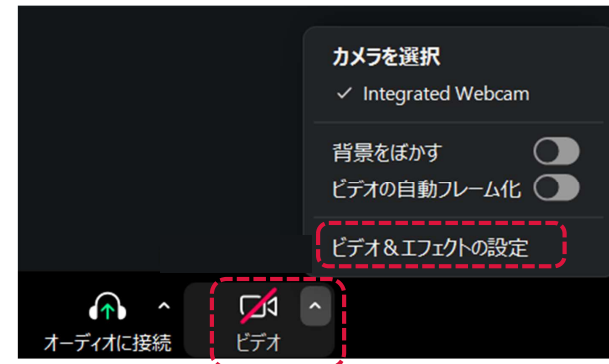 カメラを選択
Integrated Webcam
背景をぼかす
ビデオの自動フレーム化
ビデオ&エフェクトの設定
オーディオに接続
ビデオ